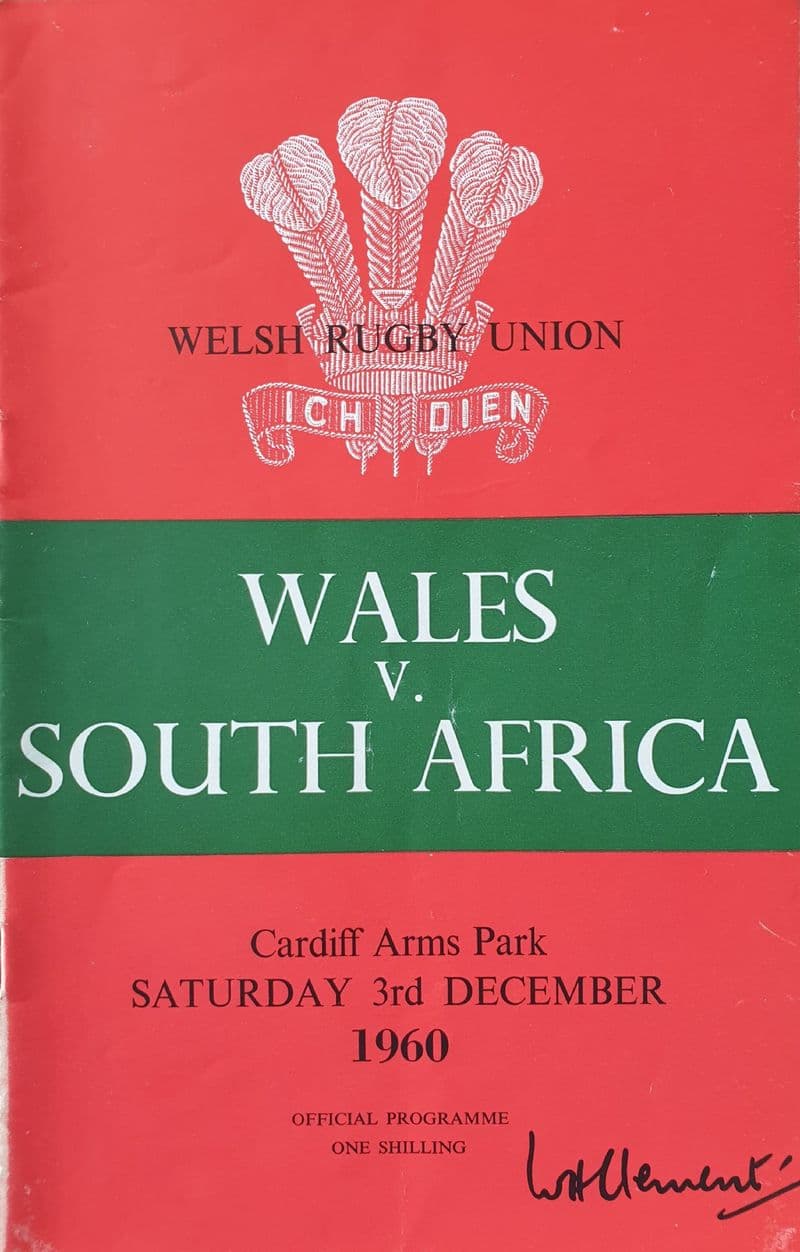 WELSH RUGBY UNION
ICH DIEN
WALES
V.
SOUTH AFRICA
Cardiff Arms Park
SATURDAY 3rd DECEMBER
1960
OFFICIAL PROGRAMME
ONE SHILLING
WHClement